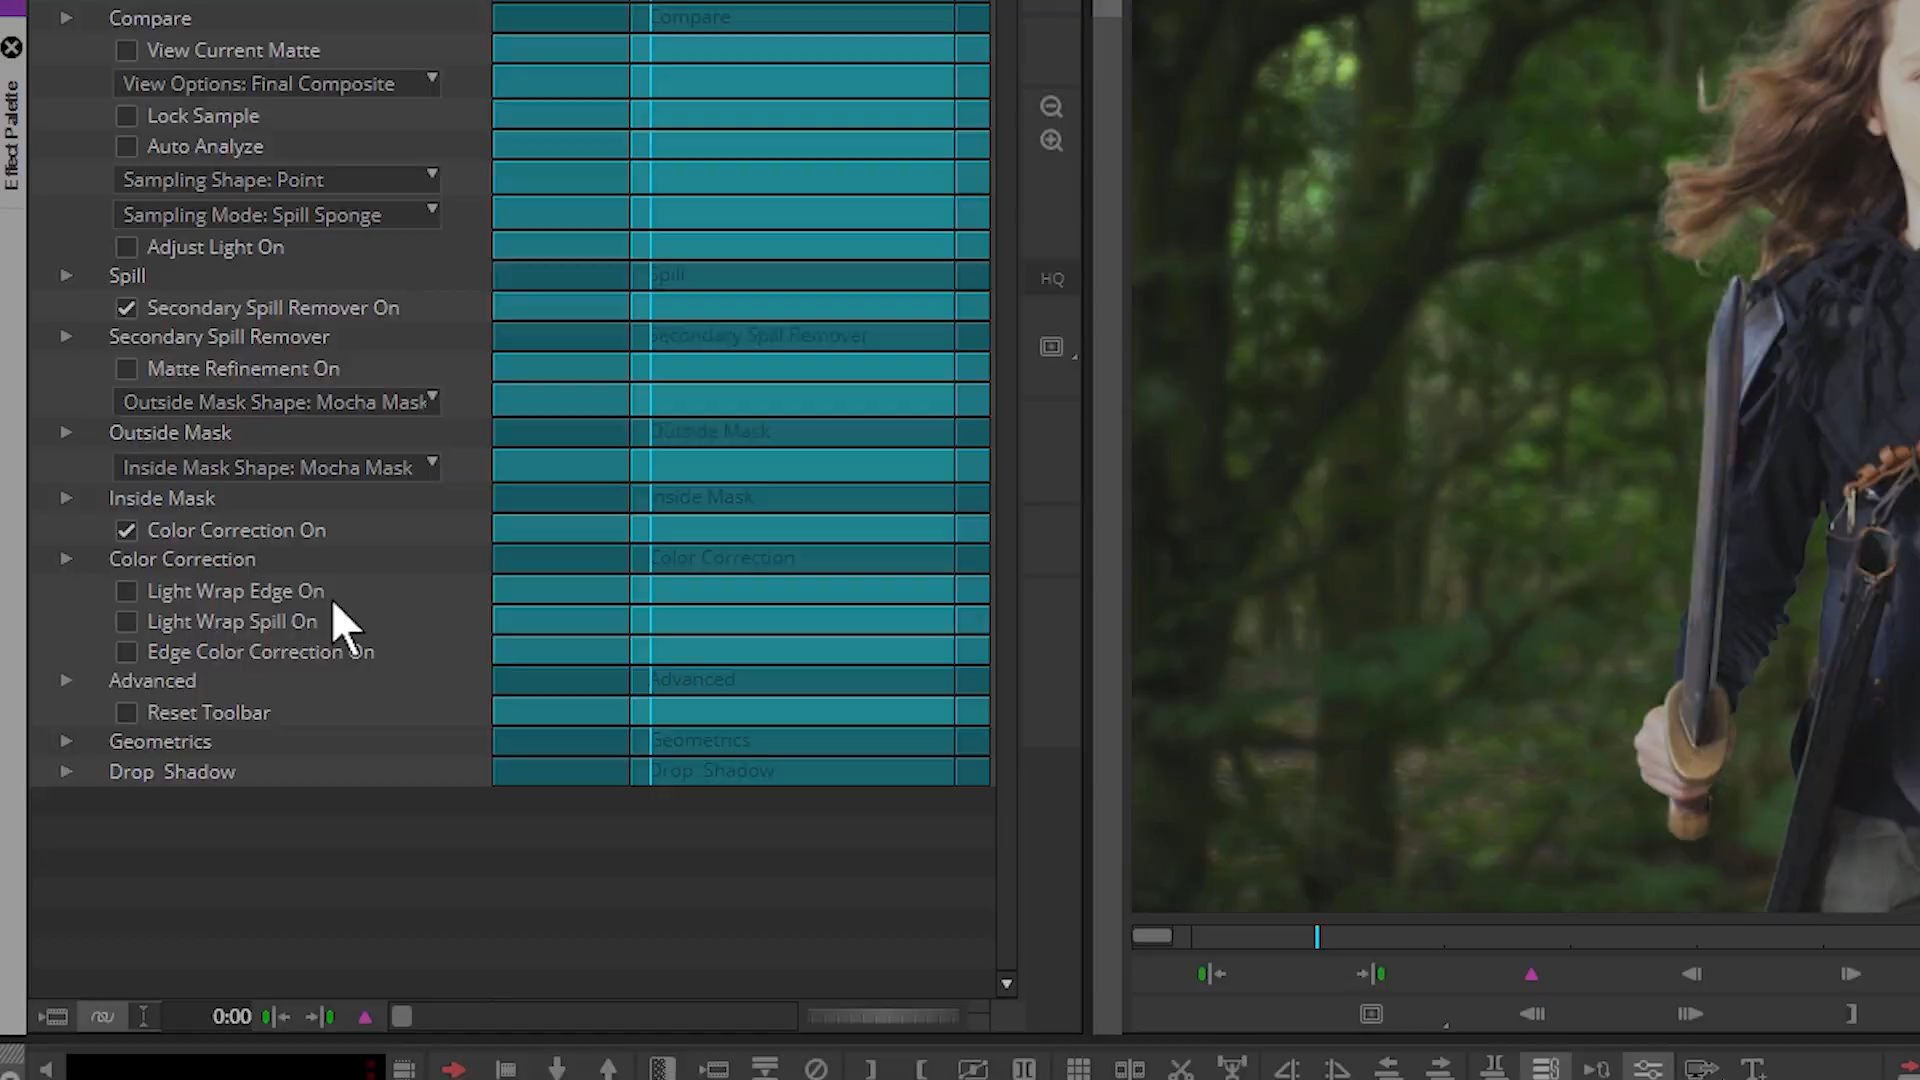 Compare
Compare
View Current Matte
View Options: Final Composite
Lock Sample
Auto Analyze
Sampling Shape: Point
Sampling Mode: Spill Sponge
Adjust Light On
Spill
Spill
Secondary Spill Remover On
Secondary Spill Remover
Secondary Spill Remover
Matte Refinement On
Outside Mask Shape: Mocha Mask
Outside Mask
Outside Mask
Inside Mask Shape: Mocha Mask
Inside Mask
Inside Mask
Color Correction On
Color Correction
Color Correction
Light Wrap Edge On
Light Wrap Spill On
Edge Color Correction On
Advanced
Advanced
Reset Toolbar
Geometrics
Geometrics
Drop Shadow
Drop Shadow
0:00
Effect Palette
HQ